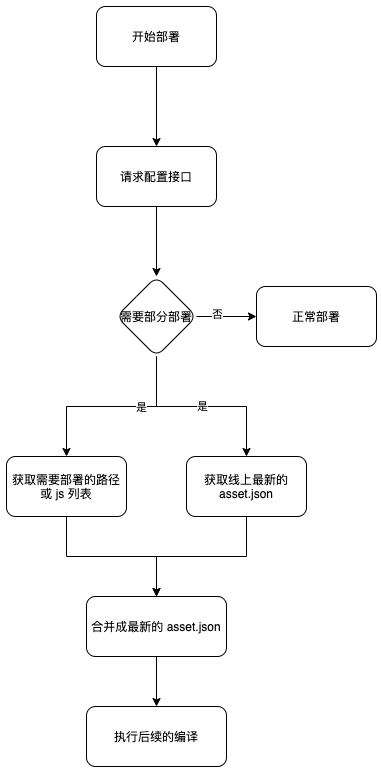 开始部署
请求配置接口
需要部分部署
否
正常部署
是
是
获取需要部署的路径
或 js 列表
获取线上最新的
asset.json
合并成最新的 asset.json
执行后续的编译